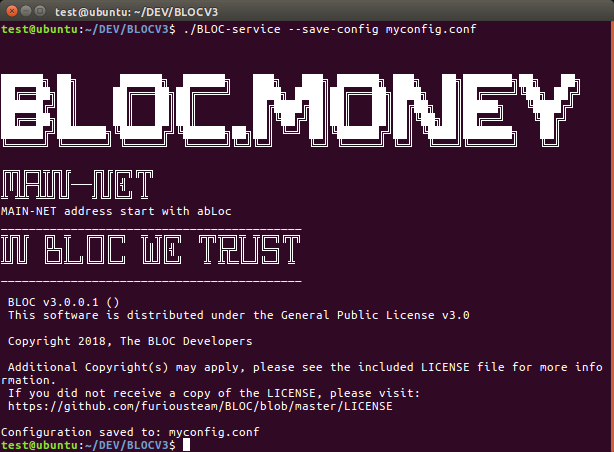 test@ubuntu: ~/DEV/BLOCV3
test@ubuntu:~/DEV/BLOCV3$ ./BLOC-service --save-config myconfig.conf
BLOC.MONEY
MAIN-NET
MAIN-NET address start with abLoc
IN BLOC WE TRUST
BLOC v3.0.0.1 ()
This software is distributed under the General Public License v3.0
Copyright 2018, The BLOC Developers
Additional Copyright(s) may apply, please see the included LICENSE file for more info
rmation.
If you did not receive a copy of the LICENSE, please visit:
https://github.com/furiousteam/BLOC/blob/master/LICENSE
Configuration saved to: myconfig.conf
test@ubuntu:~/DEV/BLOCV3$